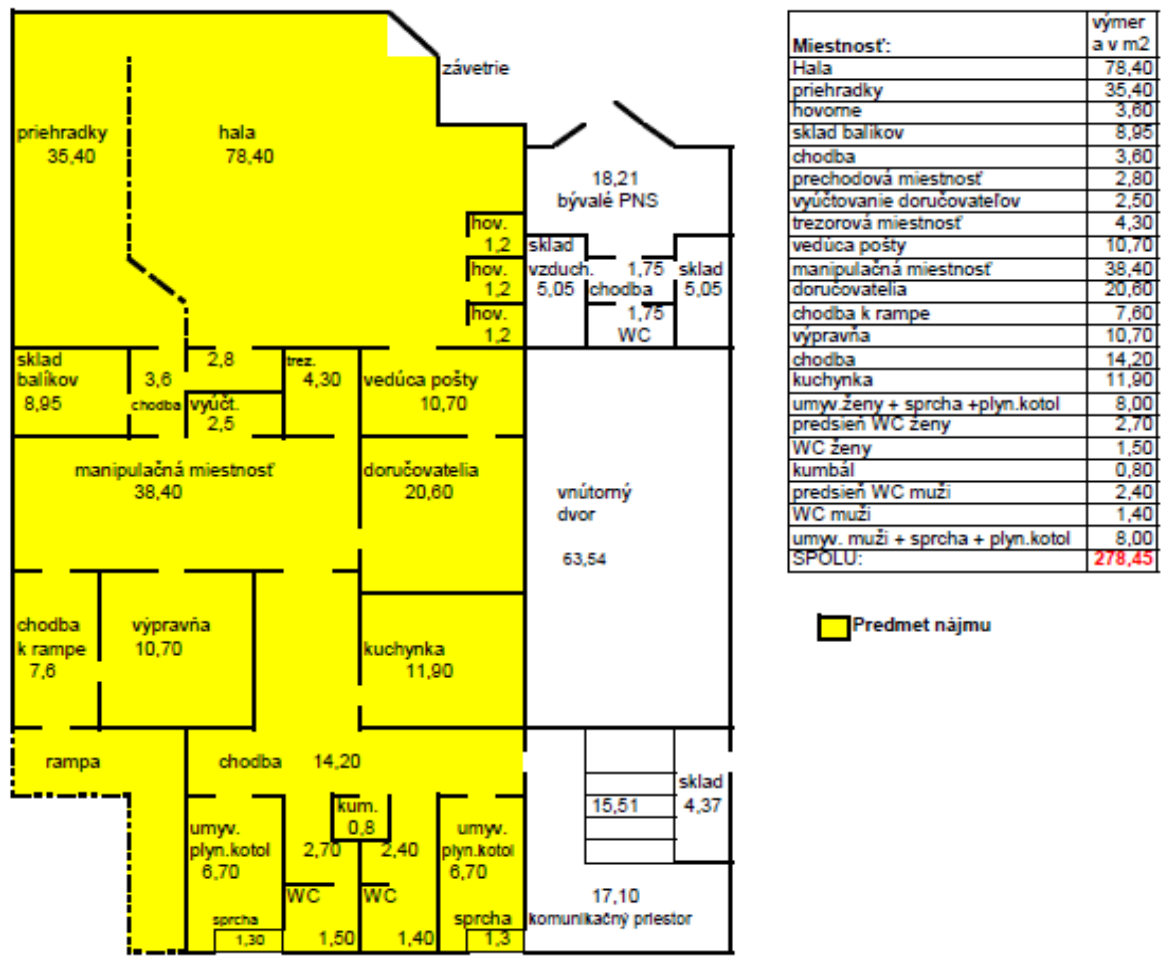 závetrie
priehradky
35,40
hala
78,40
18,21
bývalé PNS
hov.
1,2
hov.
1,2
hov.
1,2
sklad
vzduch.
5,05
1,75
chodba
1,75
WC
sklad
5,05
sklad
balíkov
8,95
3,6
chodba
2,8
vyúčt.
2,5
trez.
4,30
vedúca pošty
10,70
manipulačná miestnosť
38,40
doručovatelia
20,60
vnútorný
dvor
63,54
chodba
k rampe
7,6
výpravňa
10,70
kuchynka
11,90
rampa
chodba 14,20
kum.
0,8
umyv.
plyn.kotol
6,70
2,70
2,40
umyv.
plyn.kotol
6,70
WC
WC
sprcha
1,30
1,50
1,40
sprcha
1,3
15,51
sklad
4,37
17,10
komunikačný priestor
Miestnosť: výmer
a v m2
Hala 78,40
priehradky 35,40
hovorne 3,60
sklad balíkov 8,95
chodba 3,60
prechodová miestnosť 2,80
vyúčtovanie doručovateľov 2,50
trezorová miestnosť 4,30
vedúca pošty 10,70
manipulačná miestnosť 38,40
doručovatelia 20,60
chodba k rampe 7,60
výpravňa 10,70
chodba 14,20
kuchynka 11,90
umyv.ženy + sprcha +plyn.kotol 8,00
predsieň WC ženy 2,70
WC ženy 1,50
kumbál 0,80
predsieň WC muži 2,40
WC muži 1,40
umyv. muži + sprcha + plyn.kotol 8,00
SPOLU: 278,45
Predmet nájmu